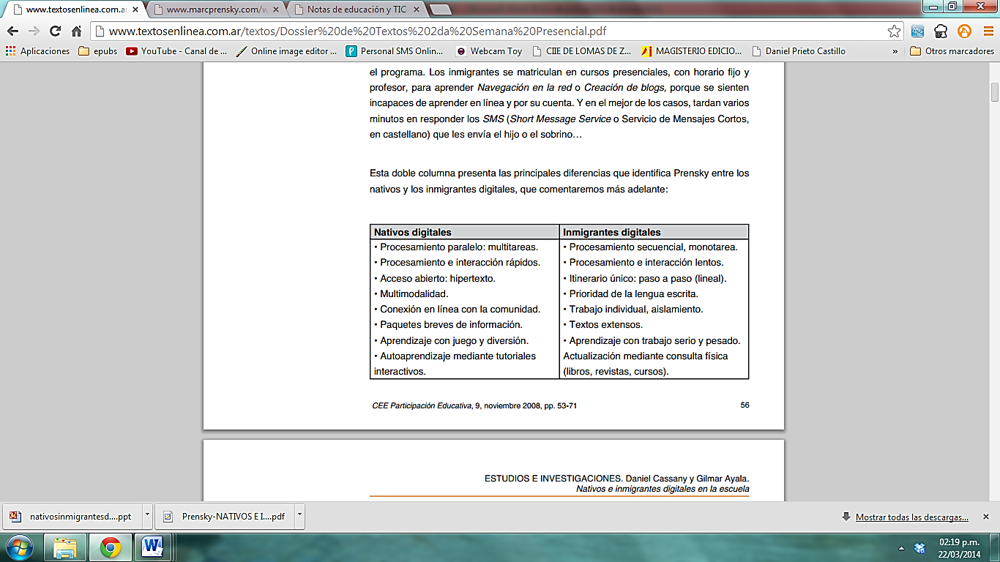 www.textosenlinea.com.ar
www.marcprensky.com/w
Notas de educación y TIC
www.textosenlinea.com.ar/textos/Dossier%20de%20Textos%202da%20Semana%20Presencial.pdf
Aplicaciones
epubs
YouTube - Canal de ...
Online image editor ...
Personal SMS Onlin...
Webcam Toy
CIIE DE LOMAS DE Z...
MAGISTERIO EDICIO...
Daniel Prieto Castillo
»
Otros marcadores
el programa. Los inmigrantes se matriculan en cursos presenciales, con horario fijo y
profesor, para aprender Navegación en la red o Creación de blogs, porque se sienten
incapaces de aprender en línea y por su cuenta. Y en el mejor de los casos, tardan varios
minutos en responder los SMS (Short Message Service o Servicio de Mensajes Cortos,
en castellano) que les envía el hijo o el sobrino…
Esta doble columna presenta las principales diferencias que identifica Prensky entre los
nativos y los inmigrantes digitales, que comentaremos más adelante:
Nativos digitales
• Procesamiento paralelo: multitareas.
• Procesamiento e interacción rápidos.
• Acceso abierto: hipertexto.
• Multimodalidad.
• Conexión en línea con la comunidad.
• Paquetes breves de información.
• Aprendizaje con juego y diversión.
• Autoaprendizaje mediante tutoriales
interactivos.
Inmigrantes digitales
• Procesamiento secuencial, monotarea.
• Procesamiento e interacción lentos.
• Itinerario único: paso a paso (lineal).
• Prioridad de la lengua escrita.
• Trabajo individual, aislamiento.
• Textos extensos.
• Aprendizaje con trabajo serio y pesado.
Actualización mediante consulta física
(libros, revistas, cursos).
CEE Participación Educativa, 9, noviembre 2008, pp. 53-71
56
ESTUDIOS E INVESTIGACIONES. Daniel Cassany y Gilmar Ayala.
Nativos e inmigrantes digitales en la escuela
nativosinmigrantesd....ppt
Prensky-NATIVOS E I....pdf
Mostrar todas las descargas...
02:19 p.m.
22/03/2014